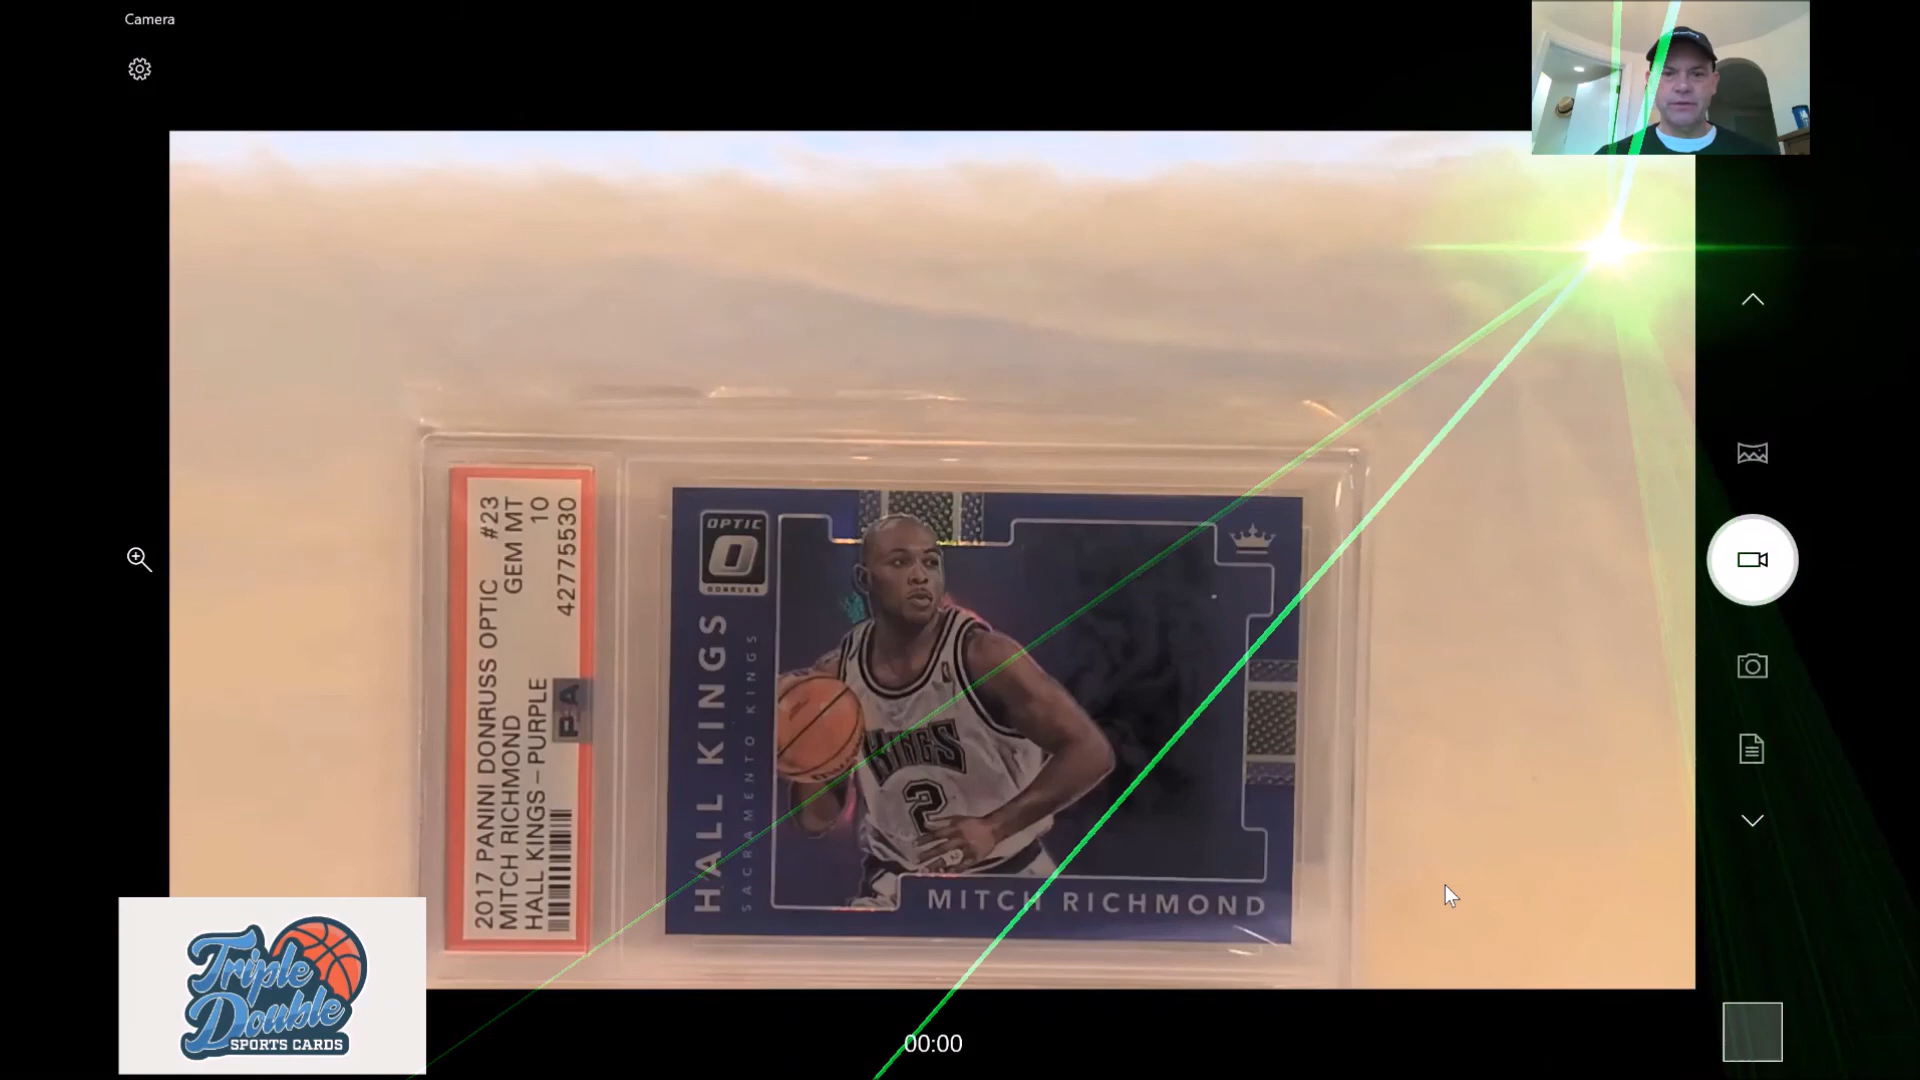 Camera
2017 PANINI DONRUSS OPTIC #23
MITCH RICHMOND GEM MT
HALL KINGS – PURPLE 10
42775530
OPTIC
DONRUSS
HALL KINGS
SACRAMENTO KINGS
KINGS
2
MITCH RICHMOND
Triple
Double
SPORTS CARDS
00:00